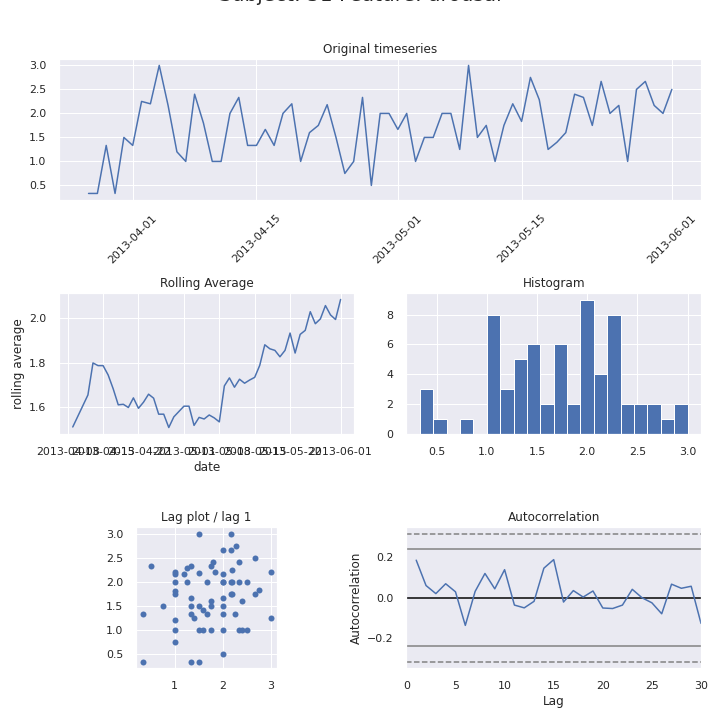 Original timeseries
3.0
2.5
2.0
1.5
1.0
0.5
2013-04-01
2013-04-15
2013-05-01
2013-05-15
2013-06-01
Rolling Average
rolling average
2.0
1.8
1.6
2013-06-01
date
Histogram
8
6
4
2
0
0.5 1.0 1.5 2.0 2.5 3.0
Lag plot / lag 1
3.0
2.5
2.0
1.5
1.0
0.5
1 2 3
Autocorrelation
Autocorrelation
0.2
0.0
−0.2
0 5 10 15 20 25 30
Lag